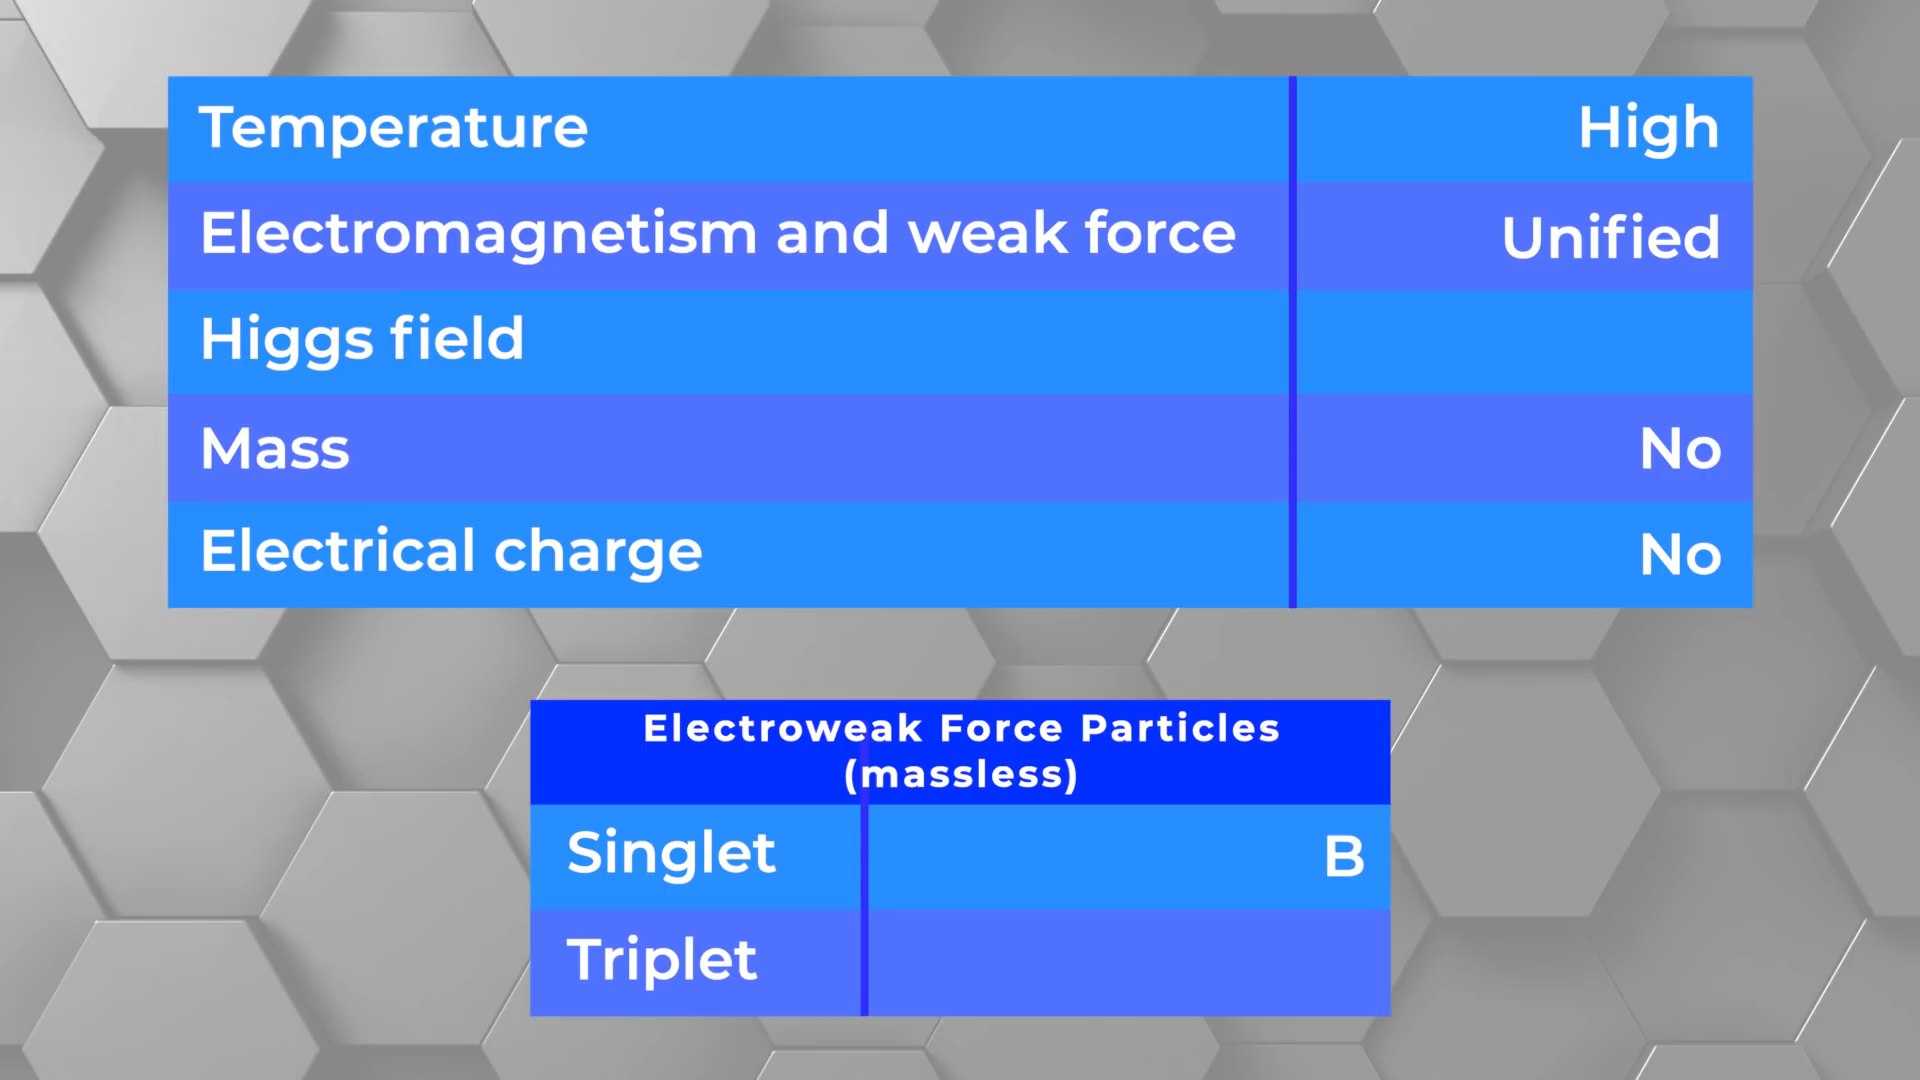 Temperature High
Electromagnetism and weak force Unified
Higgs field
Mass No
Electrical charge No
Electroweak Force Particles
(massless)
Singlet B
Triplet